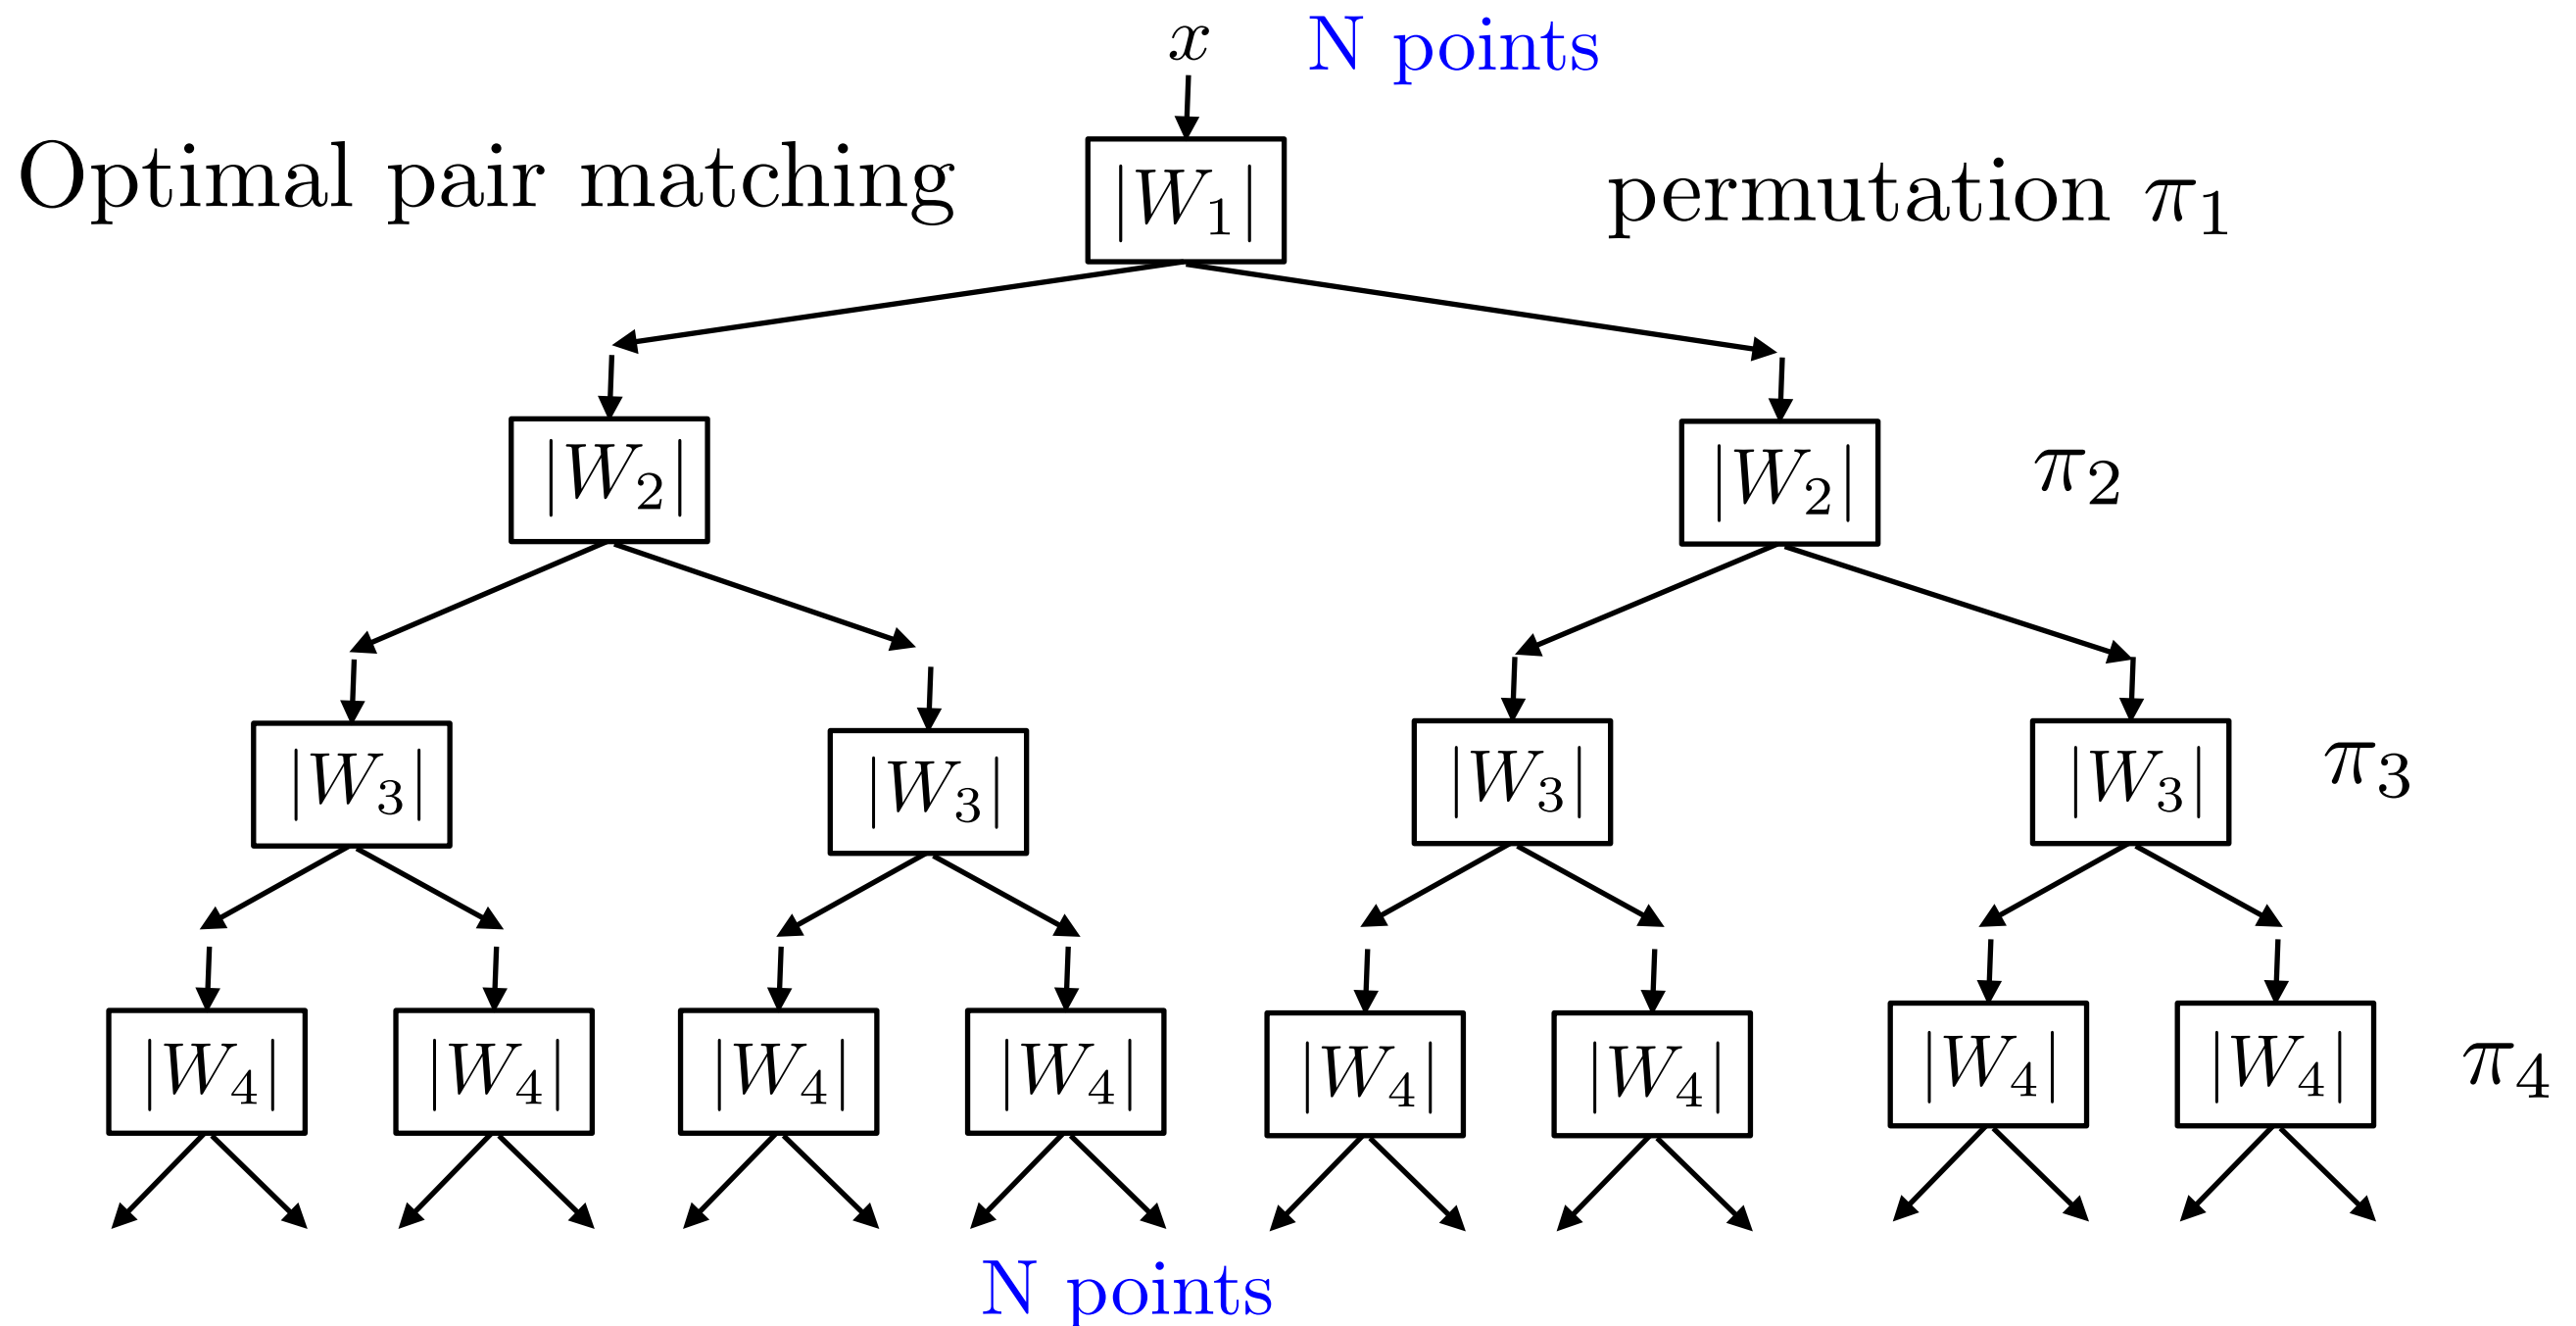 x N points
Optimal pair matching |W₁| permutation π₁
|W₂| |W₂| π₂
|W₃| |W₃| |W₃| |W₃| π₃
|W₄| |W₄| |W₄| |W₄| |W₄| |W₄| |W₄| |W₄| π₄
N points